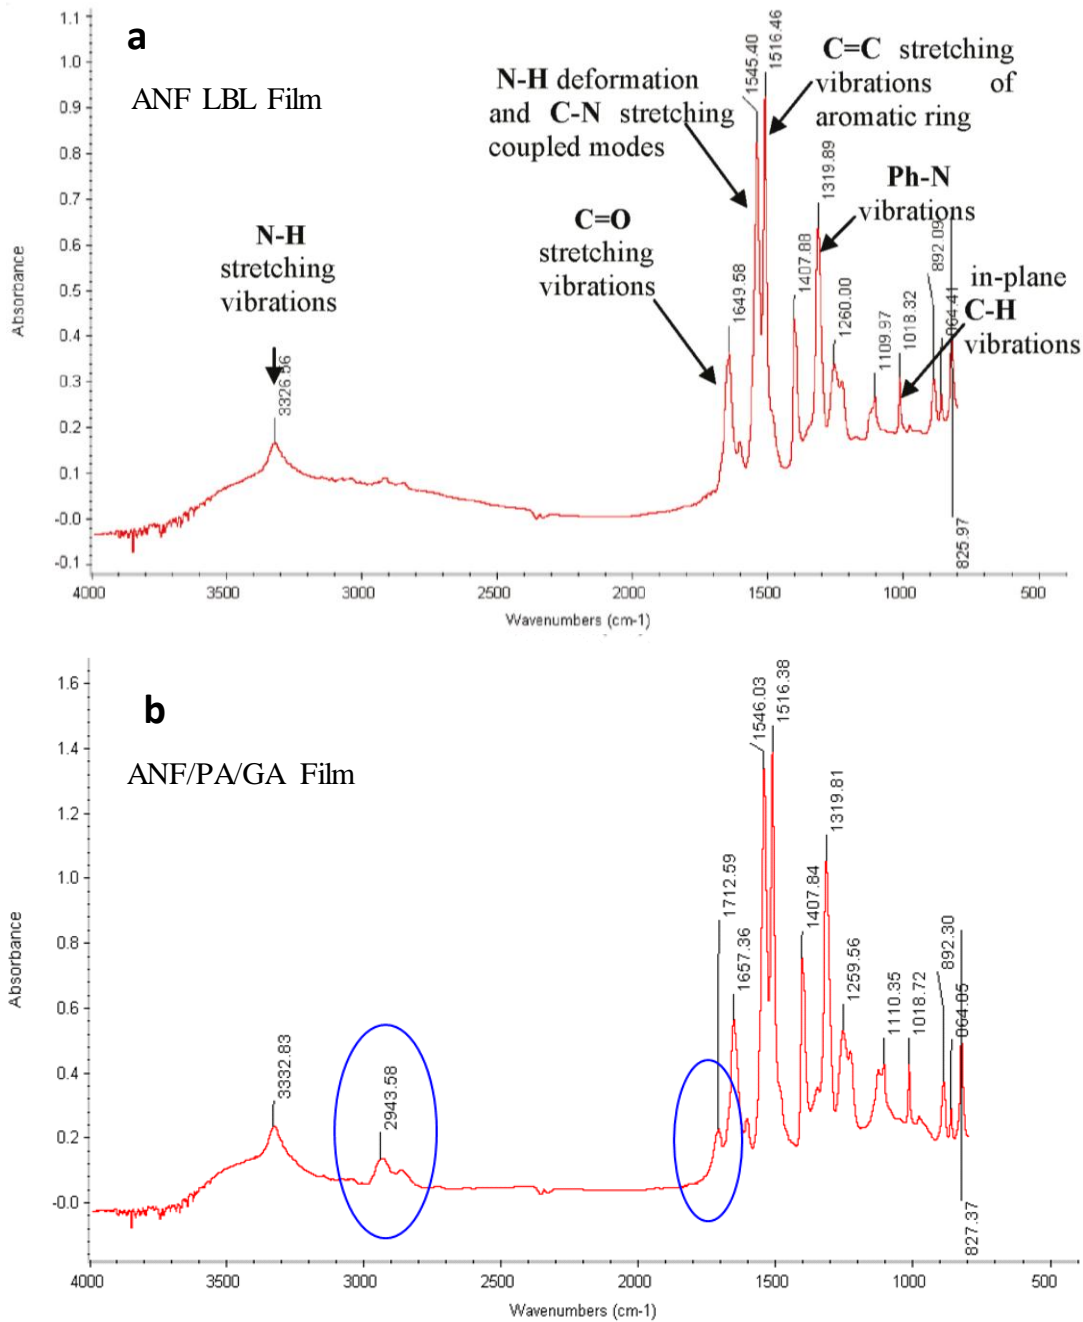 a
ANF LBL Film
1.1
1.0
0.9
0.8
0.7
0.6
0.5
0.4
0.3
0.2
0.1
-0.0
-0.1
Absorbance
N-H
stretching
vibrations
3326.56
C=O
stretching
vibrations
1649.58
N-H deformation
and C-N stretching
coupled modes
1545.40
1516.46
C=C stretching
vibrations of
aromatic ring
1407.88
1319.89
Ph-N
vibrations
1260.00
1109.97
1018.32
892.09
864.41
in-plane
C-H
vibrations
825.97
4000 3500 3000 2500 2000 1500 1000 500
Wavenumbers (cm-1)
b
ANF/PA/GA Film
1.6
1.4
1.2
1.0
0.8
0.6
0.4
0.2
-0.0
Absorbance
3332.83
2943.58
1712.59
1657.36
1546.03
1516.38
1407.84
1319.81
1259.56
1110.35
1018.72
892.30
864.05
827.37
4000 3500 3000 2500 2000 1500 1000 500
Wavenumbers (cm-1)